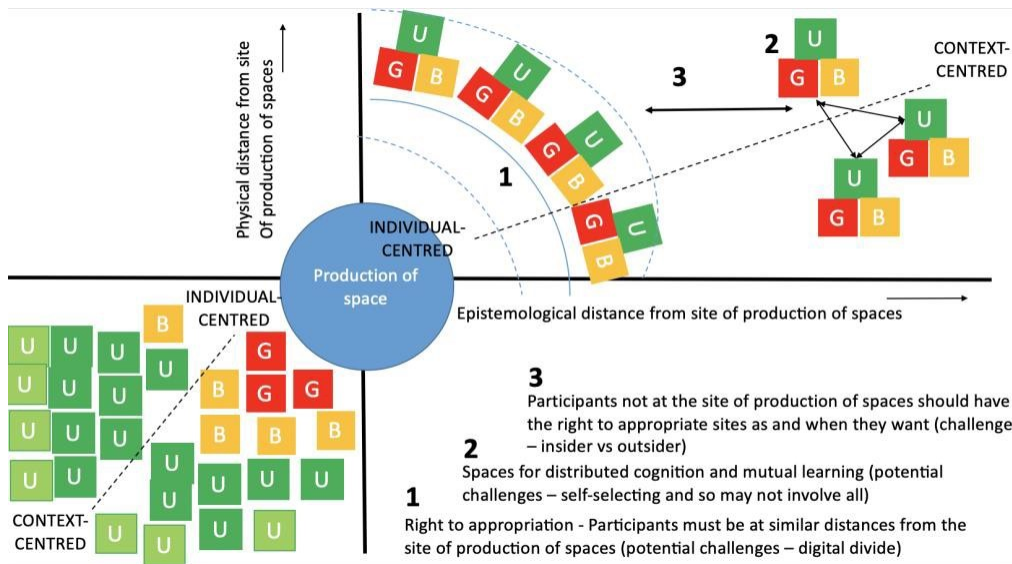 Physical distance from site
Of production of spaces
U
G B
U
G B
U
G
B
G U
B
1
3
2
U
G B
U
G B
U
G B
CONTEXT-
CENTRED
INDIVIDUAL-
CENTRED
Production of
space
Epistemological distance from site of production of spaces
INDIVIDUAL-
CENTRED
B
U U U
G
U
U U U
B G G
U U U
B B B
U
U U
U U U U
CONTEXT-
CENTRED
U U U U
3
Participants not at the site of production of spaces should have
the right to appropriate sites as and when they want (challenge
– insider vs outsider)
2
Spaces for distributed cognition and mutual learning (potential
challenges – self-selecting and so may not involve all)
1
Right to appropriation - Participants must be at similar distances from the
site of production of spaces (potential challenges – digital divide)